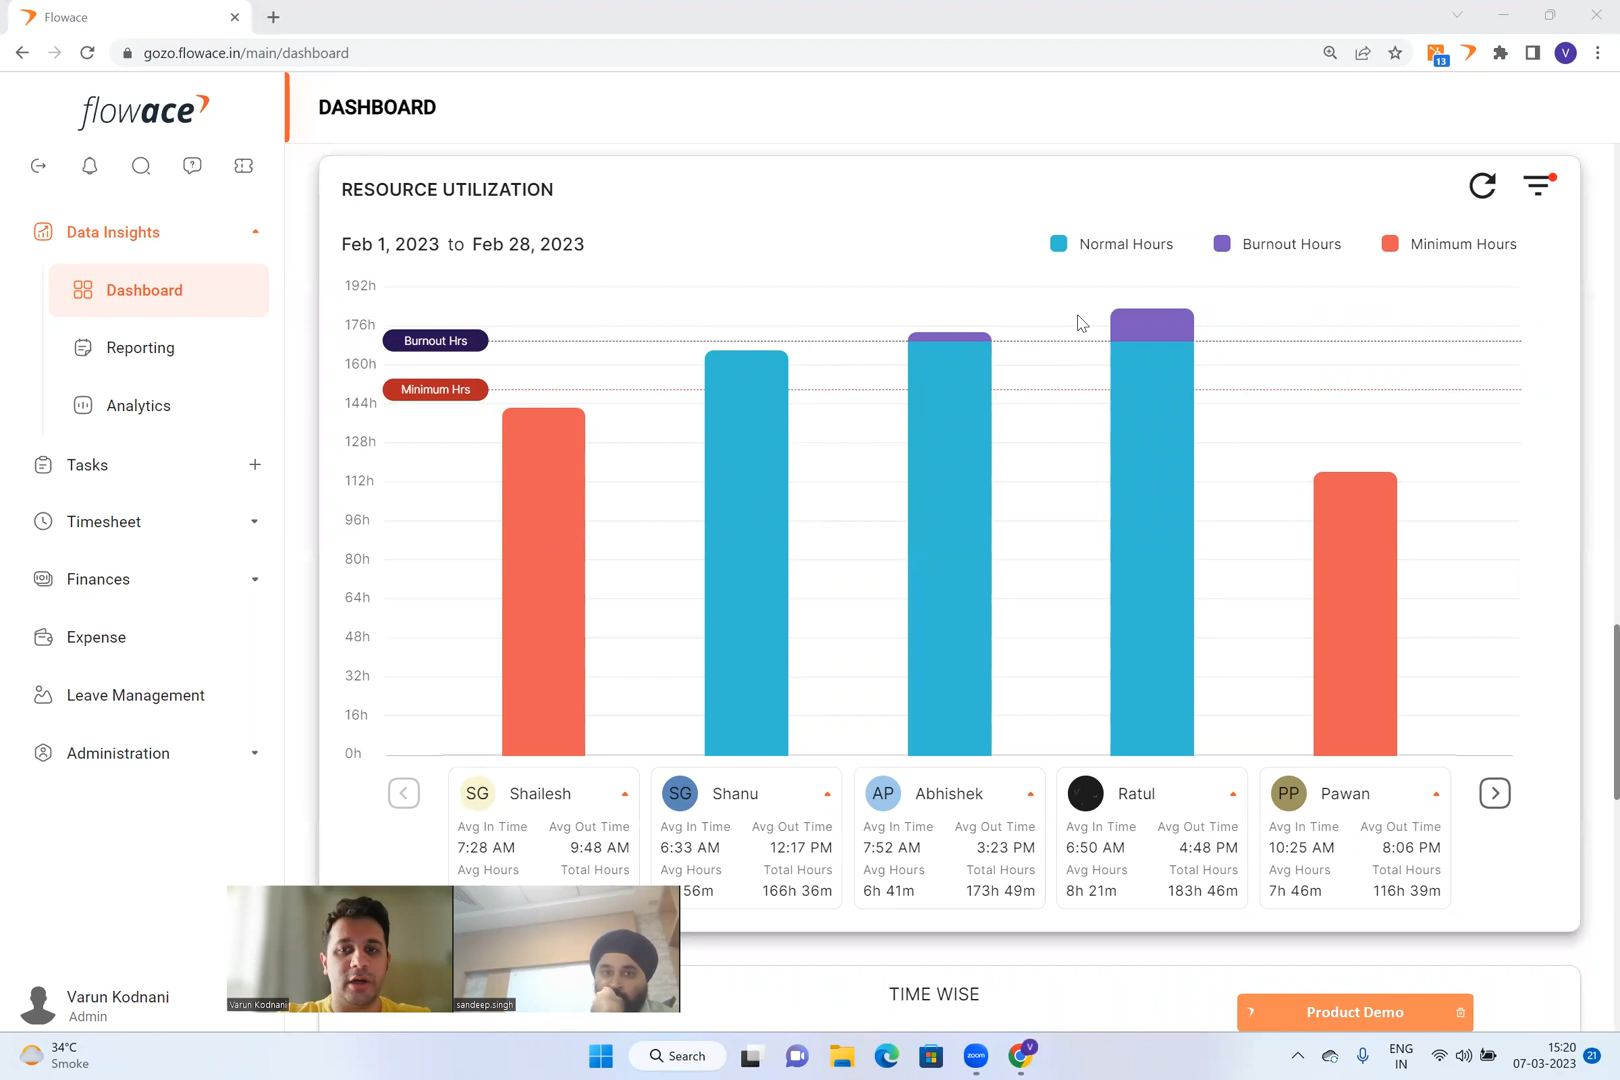 Flowace
gozo.flowace.in/main/dashboard
13
V
flowace
DASHBOARD
Data Insights
Dashboard
Reporting
Analytics
Tasks
Timesheet
Finances
Expense
Leave Management
Administration
Varun Kodnani
Admin
RESOURCE UTILIZATION
Feb 1, 2023 to Feb 28, 2023
Normal Hours
Burnout Hours
Minimum Hours
192h
176h
Burnout Hrs
160h
Minimum Hrs
144h
128h
112h
96h
80h
64h
48h
32h
16h
0h
SG Shailesh
Avg In Time Avg Out Time
7:28 AM 9:48 AM
Avg Hours Total Hours
SG Shanu
Avg In Time Avg Out Time
6:33 AM 12:17 PM
Avg Hours Total Hours
56m 166h 36m
AP Abhishek
Avg In Time Avg Out Time
7:52 AM 3:23 PM
Avg Hours Total Hours
6h 41m 173h 49m
Ratul
Avg In Time Avg Out Time
6:50 AM 4:48 PM
Avg Hours Total Hours
8h 21m 183h 46m
PP Pawan
Avg In Time Avg Out Time
10:25 AM 8:06 PM
Avg Hours Total Hours
7h 46m 116h 39m
Varun Kodnani
sandeep.singh
TIME WISE
Product Demo
34°C
Smoke
Search
zoom
V
ENG
IN
15:20
07-03-2023
21